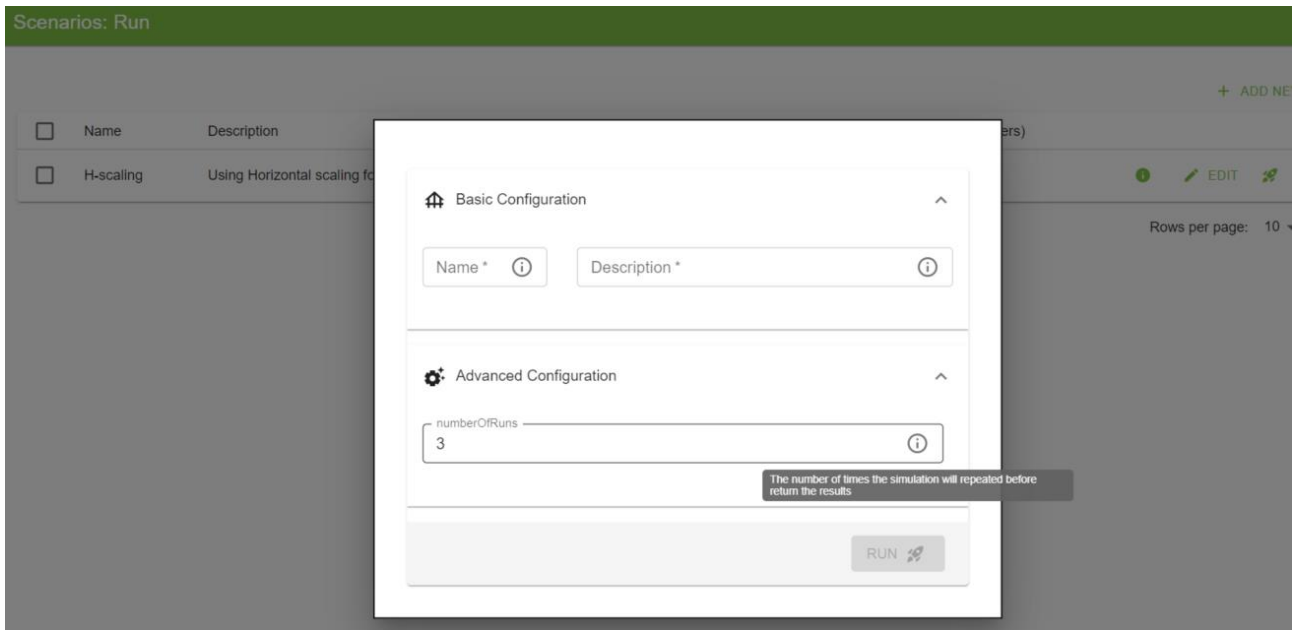 Scenarios: Run
+ ADD NE
Name Description ers)
H-scaling Using Horizontal scaling fo
EDIT
Rows per page: 10
Basic Configuration
Name * Description *
Advanced Configuration
numberOfRuns
3
The number of times the simulation will repeated before
return the results
RUN